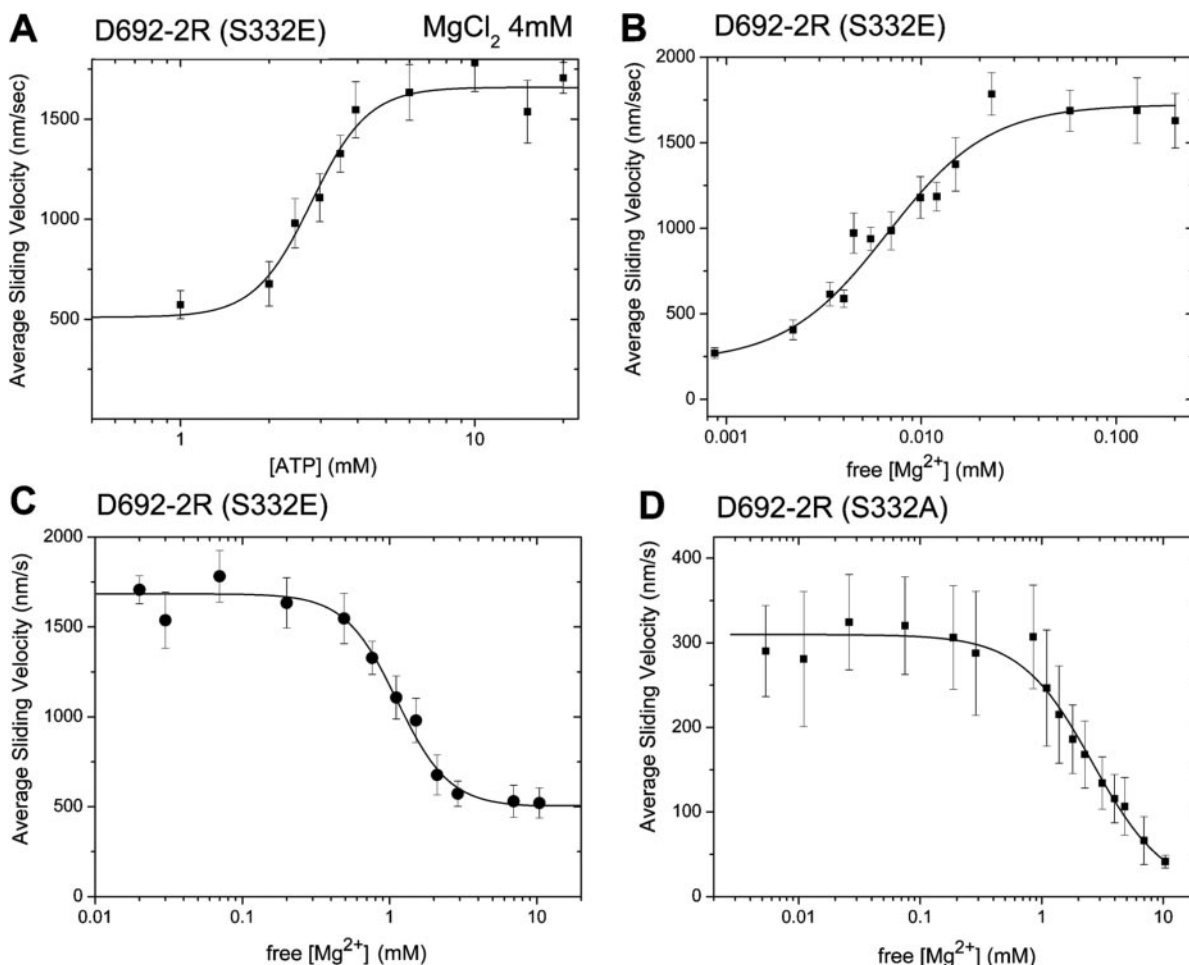 A D692-2R (S332E) MgCl2 4mM
Average Sliding Velocity (nm/sec)
1500
1000
500
1 10
[ATP] (mM)
B D692-2R (S332E)
Average Sliding Velocity (nm/sec)
2000
1500
1000
500
0
0.001 0.010 0.100
free [Mg2+] (mM)
C D692-2R (S332E)
Average Sliding Velocity (nm/s)
2000
1500
1000
500
0
0.01 0.1 1 10
free [Mg2+] (mM)
D D692-2R (S332A)
Average Sliding Velocity (nm/s)
400
300
200
100
0
0.01 0.1 1 10
free [Mg2+] (mM)